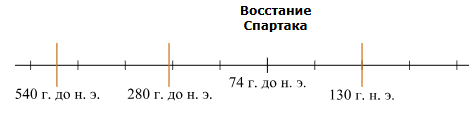 Восстание
Спартака
540 г. до н. э.
280 г. до н. э.
74 г. до н. э.
130 г. н. э.